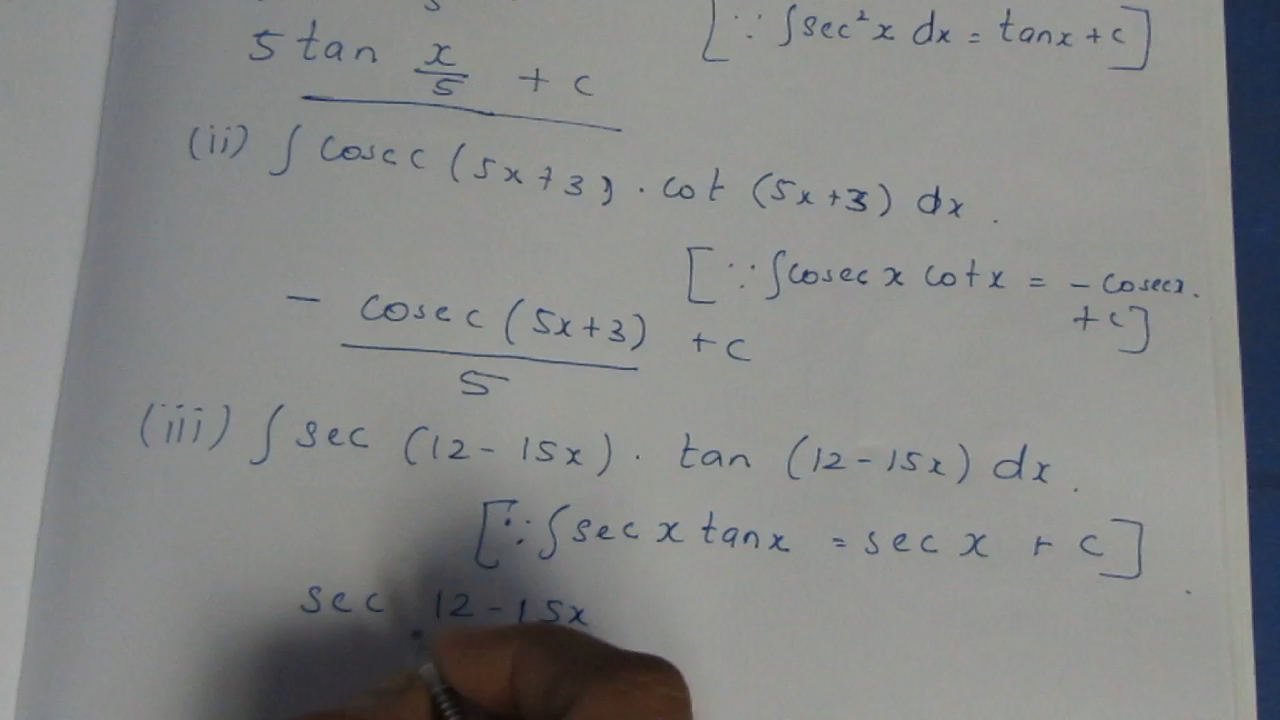 5 tan x/5 + c
[∵ ∫sec²x dx = tanx + c]
(ii) ∫ cosec (5x+3) . cot (5x+3) dx .
[∵ ∫cosec x cot x = - cosecx.
+c]
- cosec (5x+3)/5 + c
(iii) ∫ sec (12-15x) . tan (12-15x) dx .
[∵ ∫sec x tanx = sec x + c]
sec 12-15x